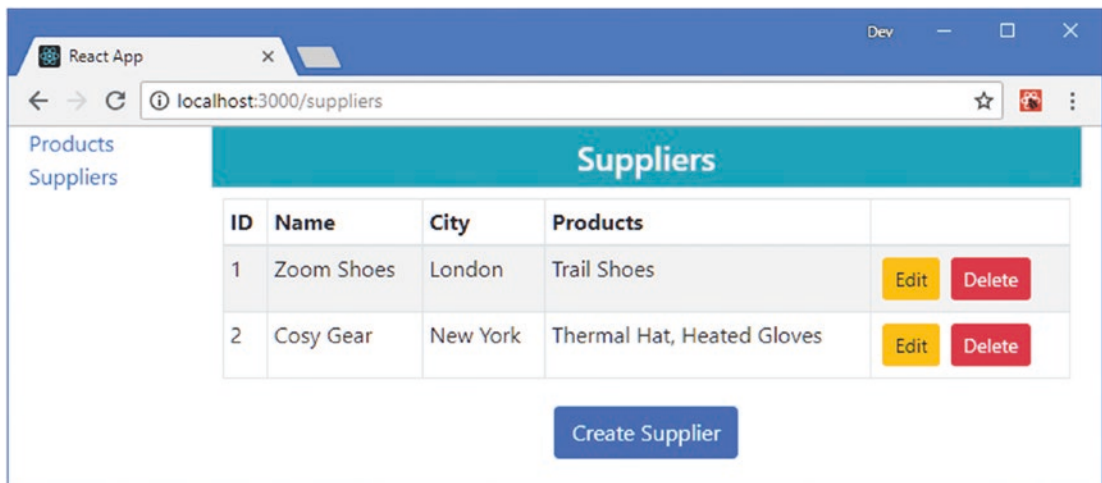 Dev
React App
localhost:3000/suppliers
Products
Suppliers
Suppliers
ID Name City Products
1 Zoom Shoes London Trail Shoes Edit Delete
2 Cosy Gear New York Thermal Hat, Heated Gloves Edit Delete
Create Supplier